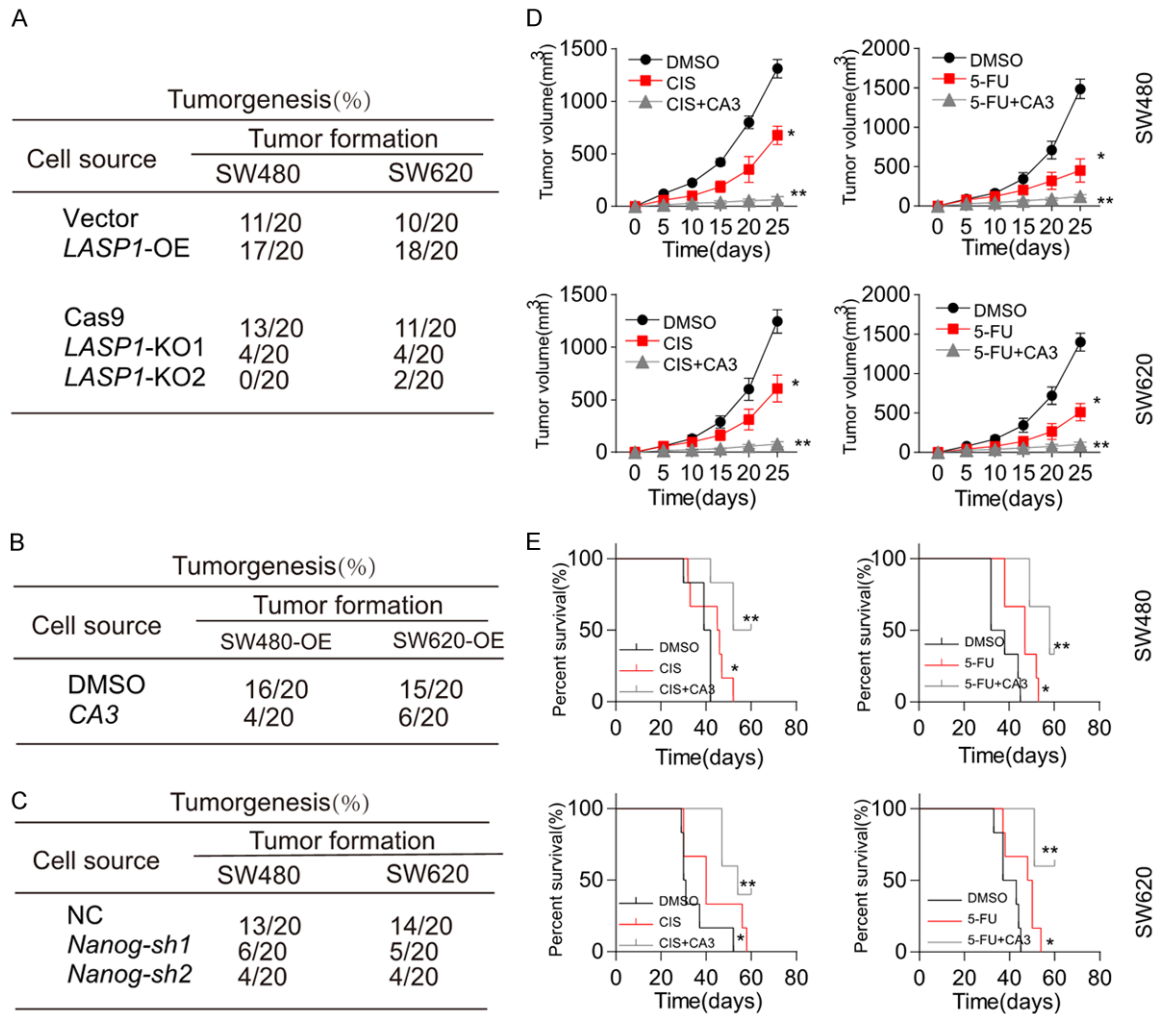 A
Tumorgenesis(%)
Cell source
Tumor formation
SW480 SW620
Vector 11/20 10/20
LASP1-OE 17/20 18/20
Cas9 13/20 11/20
LASP1-KO1 4/20 4/20
LASP1-KO2 0/20 2/20
B
Tumorgenesis(%)
Cell source
Tumor formation
SW480-OE SW620-OE
DMSO 16/20 15/20
CA3 4/20 6/20
C
Tumorgenesis(%)
Cell source
Tumor formation
SW480 SW620
NC 13/20 14/20
Nanog-sh1 6/20 5/20
Nanog-sh2 4/20 4/20
D
Tumor volume(mm3)
1500
1000
500
0
DMSO
CIS
CIS+CA3
*
**
0 5 10 15 20 25
Time(days)
Tumor volume(mm3)
2000
1500
1000
500
0
DMSO
5-FU
5-FU+CA3
*
**
0 5 10 15 20 25
Time(days)
SW480
Tumor volume(mm3)
1500
1000
500
0
DMSO
CIS
CIS+CA3
*
**
0 5 10 15 20 25
Time(days)
Tumor volume(mm3)
2000
1500
1000
500
0
DMSO
5-FU
5-FU+CA3
*
**
0 5 10 15 20 25
Time(days)
SW620
E
Percent survival(%)
100
50
0
DMSO
CIS
CIS+CA3
**
*
0 20 40 60 80
Time(days)
Percent survival(%)
100
50
0
DMSO
5-FU
5-FU+CA3
**
*
0 20 40 60 80
Time(days)
SW480
Percent survival(%)
100
50
0
DMSO
CIS
CIS+CA3
**
*
0 20 40 60 80
Time(days)
Percent survival(%)
100
50
0
DMSO
5-FU
5-FU+CA3
**
*
0 20 40 60 80
Time(days)
SW620